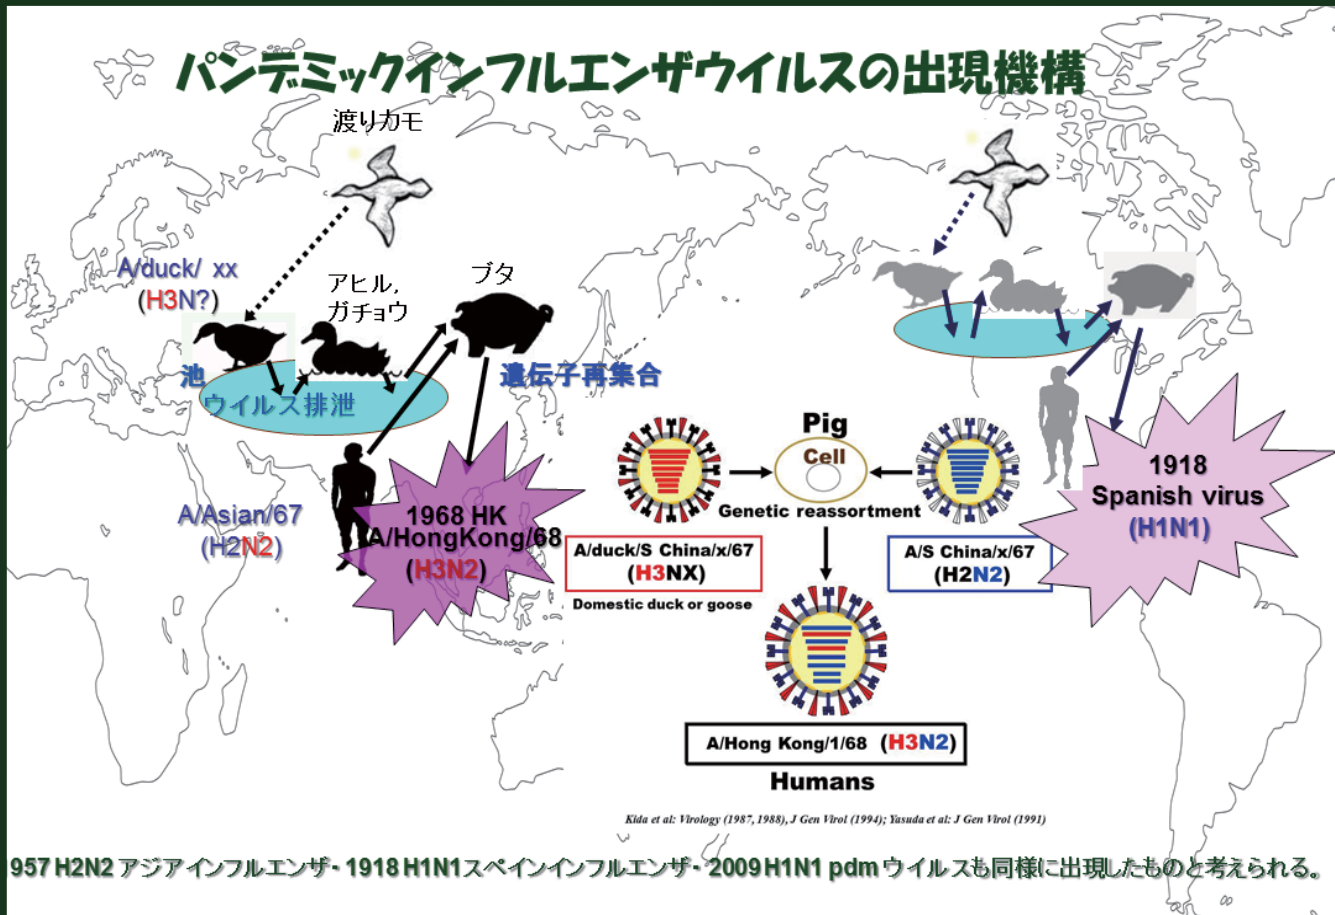 パンデミックインフルエンザウイルスの出現機構
渡りカモ
A/duck/ xx
(H3N?)
アヒル,
ガチョウ
ブタ
池
ウイルス排泄
遺伝子再集合
A/Asian/67
(H2N2)
1968 HK
A/HongKong/68
(H3N2)
Pig
Cell
Genetic reassortment
A/duck/S China/x/67
(H3NX)
Domestic duck or goose
A/S China/x/67
(H2N2)
A/Hong Kong/1/68 (H3N2)
Humans
1918
Spanish virus
(H1N1)
Kida et al: Virology (1987, 1988), J Gen Virol (1994); Yasuda et al: J Gen Virol (1991)
957 H2N2 アジアインフルエンザ・1918 H1N1スペインインフルエンザ・2009 H1N1 pdm ウイルスも同様に出現したものと考えられる。